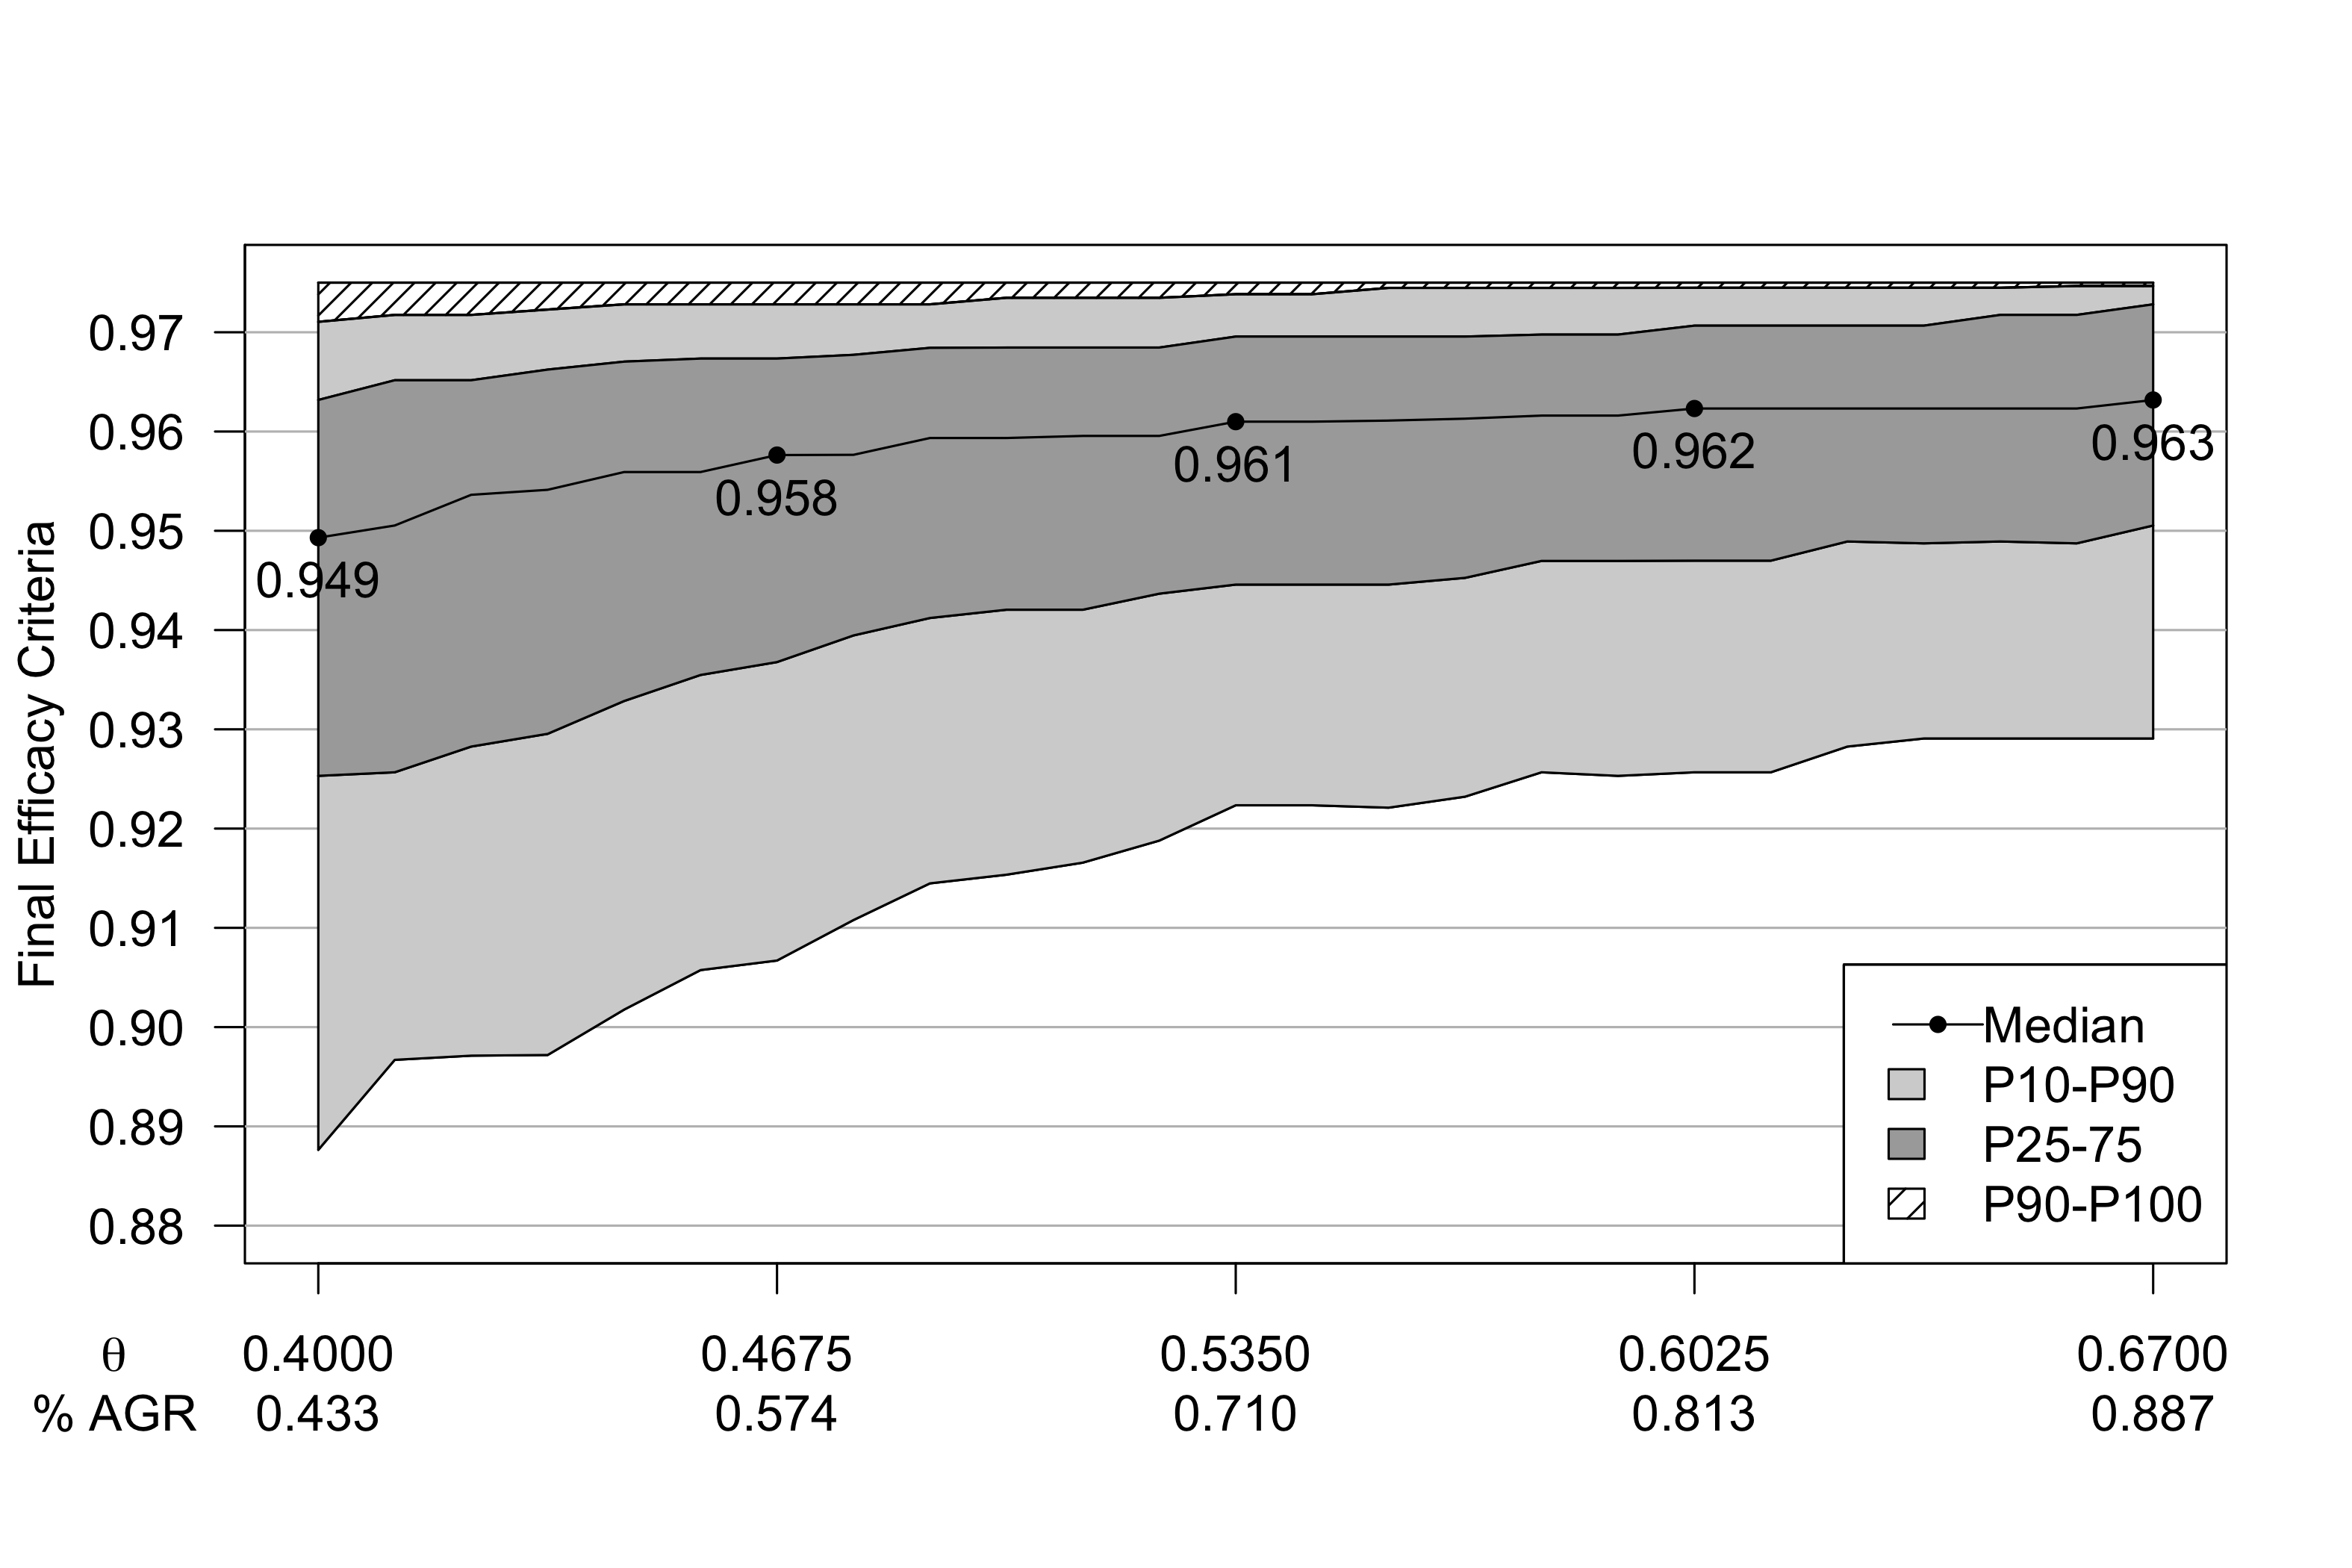 Final Efficacy Criteria
0.97
0.96
0.95
0.94
0.93
0.92
0.91
0.90
0.89
0.88
0.949
0.958
0.961
0.962
0.963
Median
P10-P90
P25-75
P90-P100
θ 0.4000 0.4675 0.5350 0.6025 0.6700
% AGR 0.433 0.574 0.710 0.813 0.887